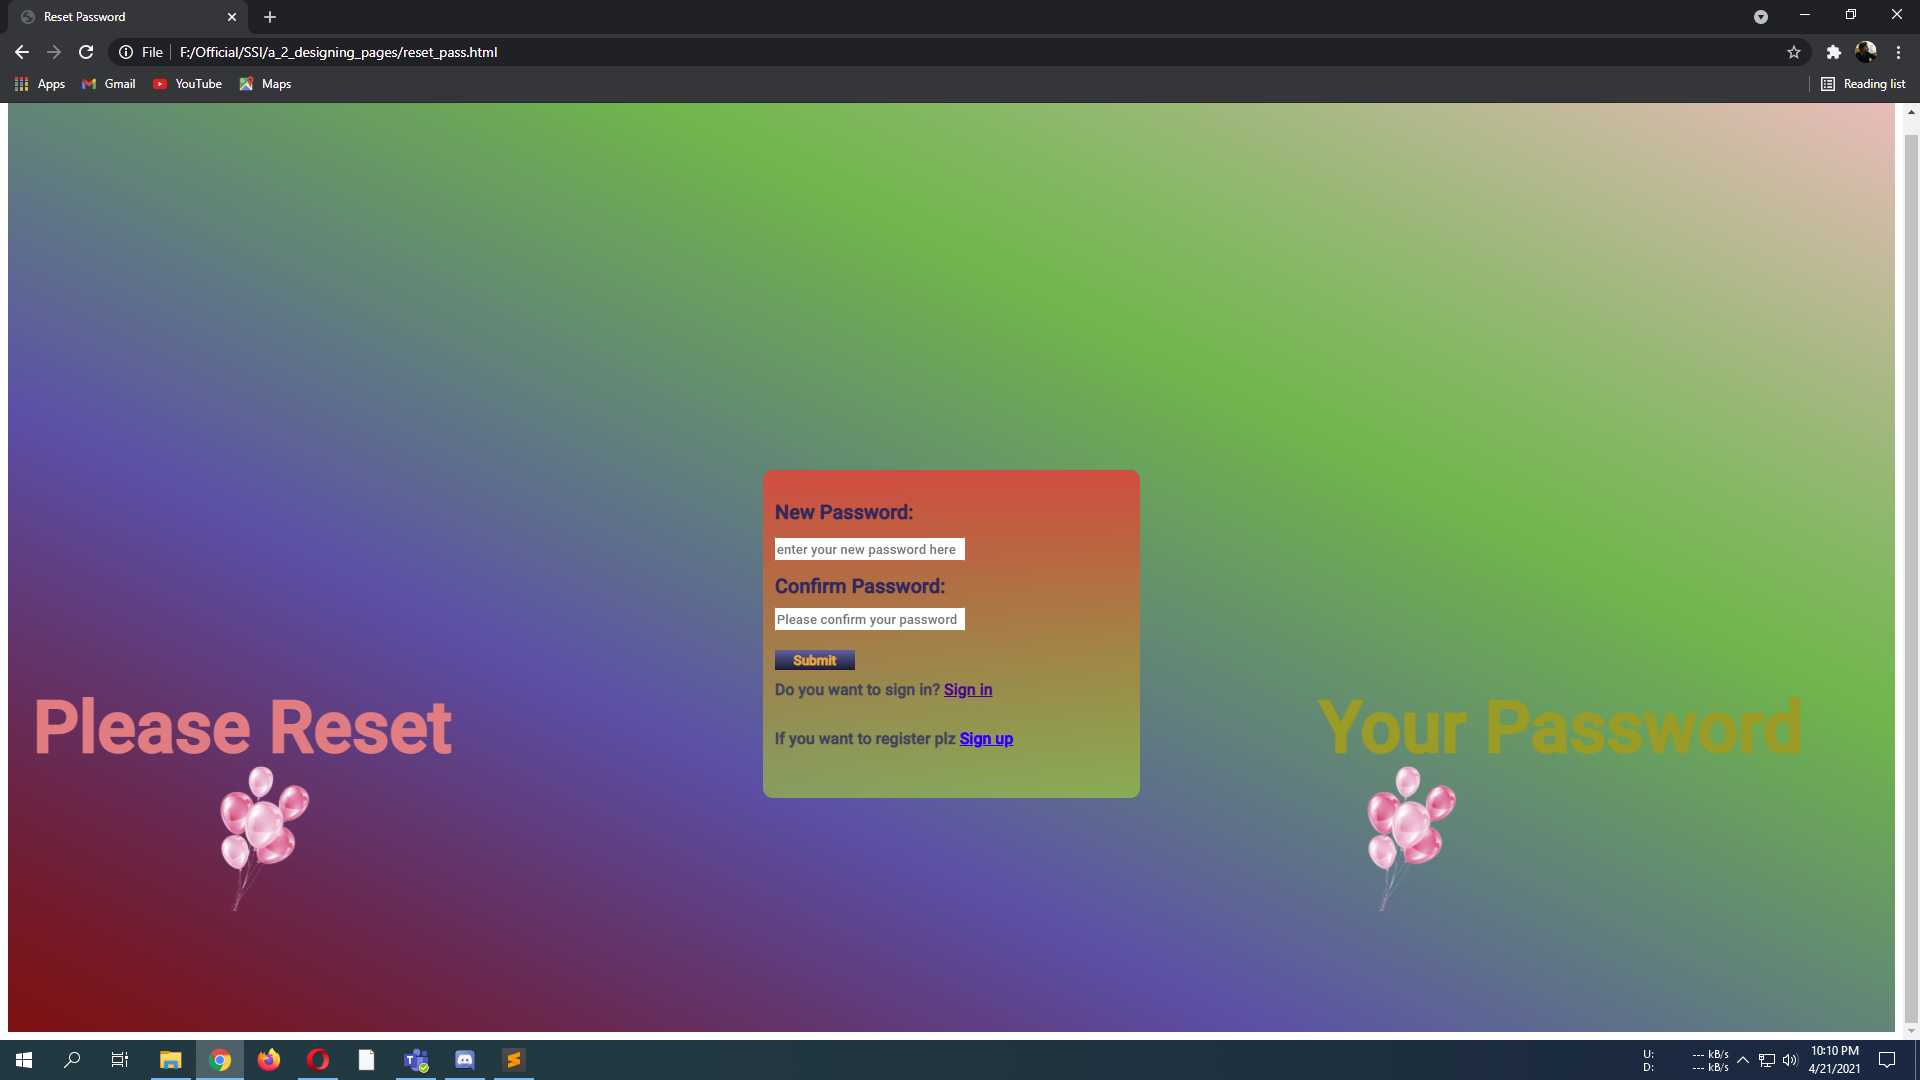 Reset Password
File
F:/Official/SSI/a_2_designing_pages/reset_pass.html
Apps
Gmail
YouTube
Maps
Reading list
New Password:
enter your new password here
Confirm Password:
Please confirm your password
Submit
Do you want to sign in? Sign in
If you want to register plz Sign up
Please Reset
Your Password
U: --- kB/s
D: --- kB/s
10:10 PM
4/21/2021